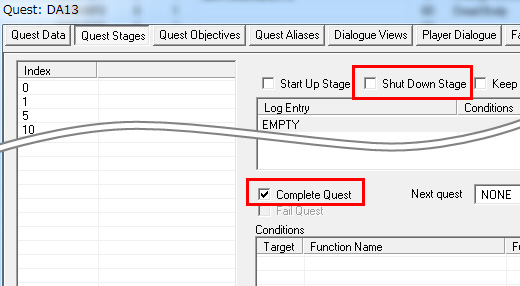 Quest: DA13
Quest Data Quest Stages Quest Objectives Quest Aliases Dialogue Views Player Dialogue Fa
Index
0
1
5
10
Start Up Stage Shut Down Stage Keep
Log Entry Conditions
EMPTY
Complete Quest Next quest NONE
Fail Quest
Conditions
Target Function Name Fu